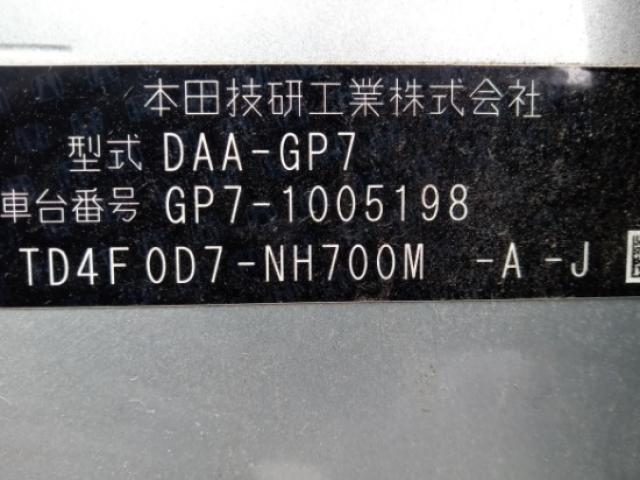 本田技研工業株式会社
型式 DAA-GP7
車台番号 GP7-1005198
TD4F0D7-NH700M -A -J